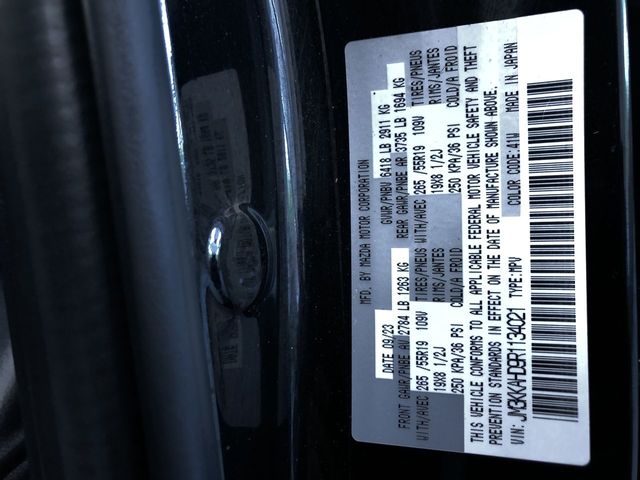 MFD. BY MAZDA MOTOR CORPORATION
DATE 09/23 GVWR/PNBV 6418 LB 2911 KG
FRONT GAWR/PNBE AV 2784 LB 1263 KG REAR GAWR/PNBE AR 3735 LB 1694 KG
WITH/AVEC 265 /55R19 109V TIRES/PNEUS WITH/AVEC 265 /55R19 109V TIRES/PNEUS
19X8 1/2J RIMS/JANTES 19X8 1/2J RIMS/JANTES
250 KPA/36 PSI COLD/A FROID 250 KPA/36 PSI COLD/A FROID
THIS VEHICLE CONFORMS TO ALL APPLICABLE FEDERAL MOTOR VEHICLE SAFETY AND THEFT
PREVENTION STANDARDS IN EFFECT ON THE DATE OF MANUFACTURE SHOWN ABOVE.
VIN: JM3KKAHD9R1134021 TYPE:MPV COLOR CODE:41W MADE IN JAPAN